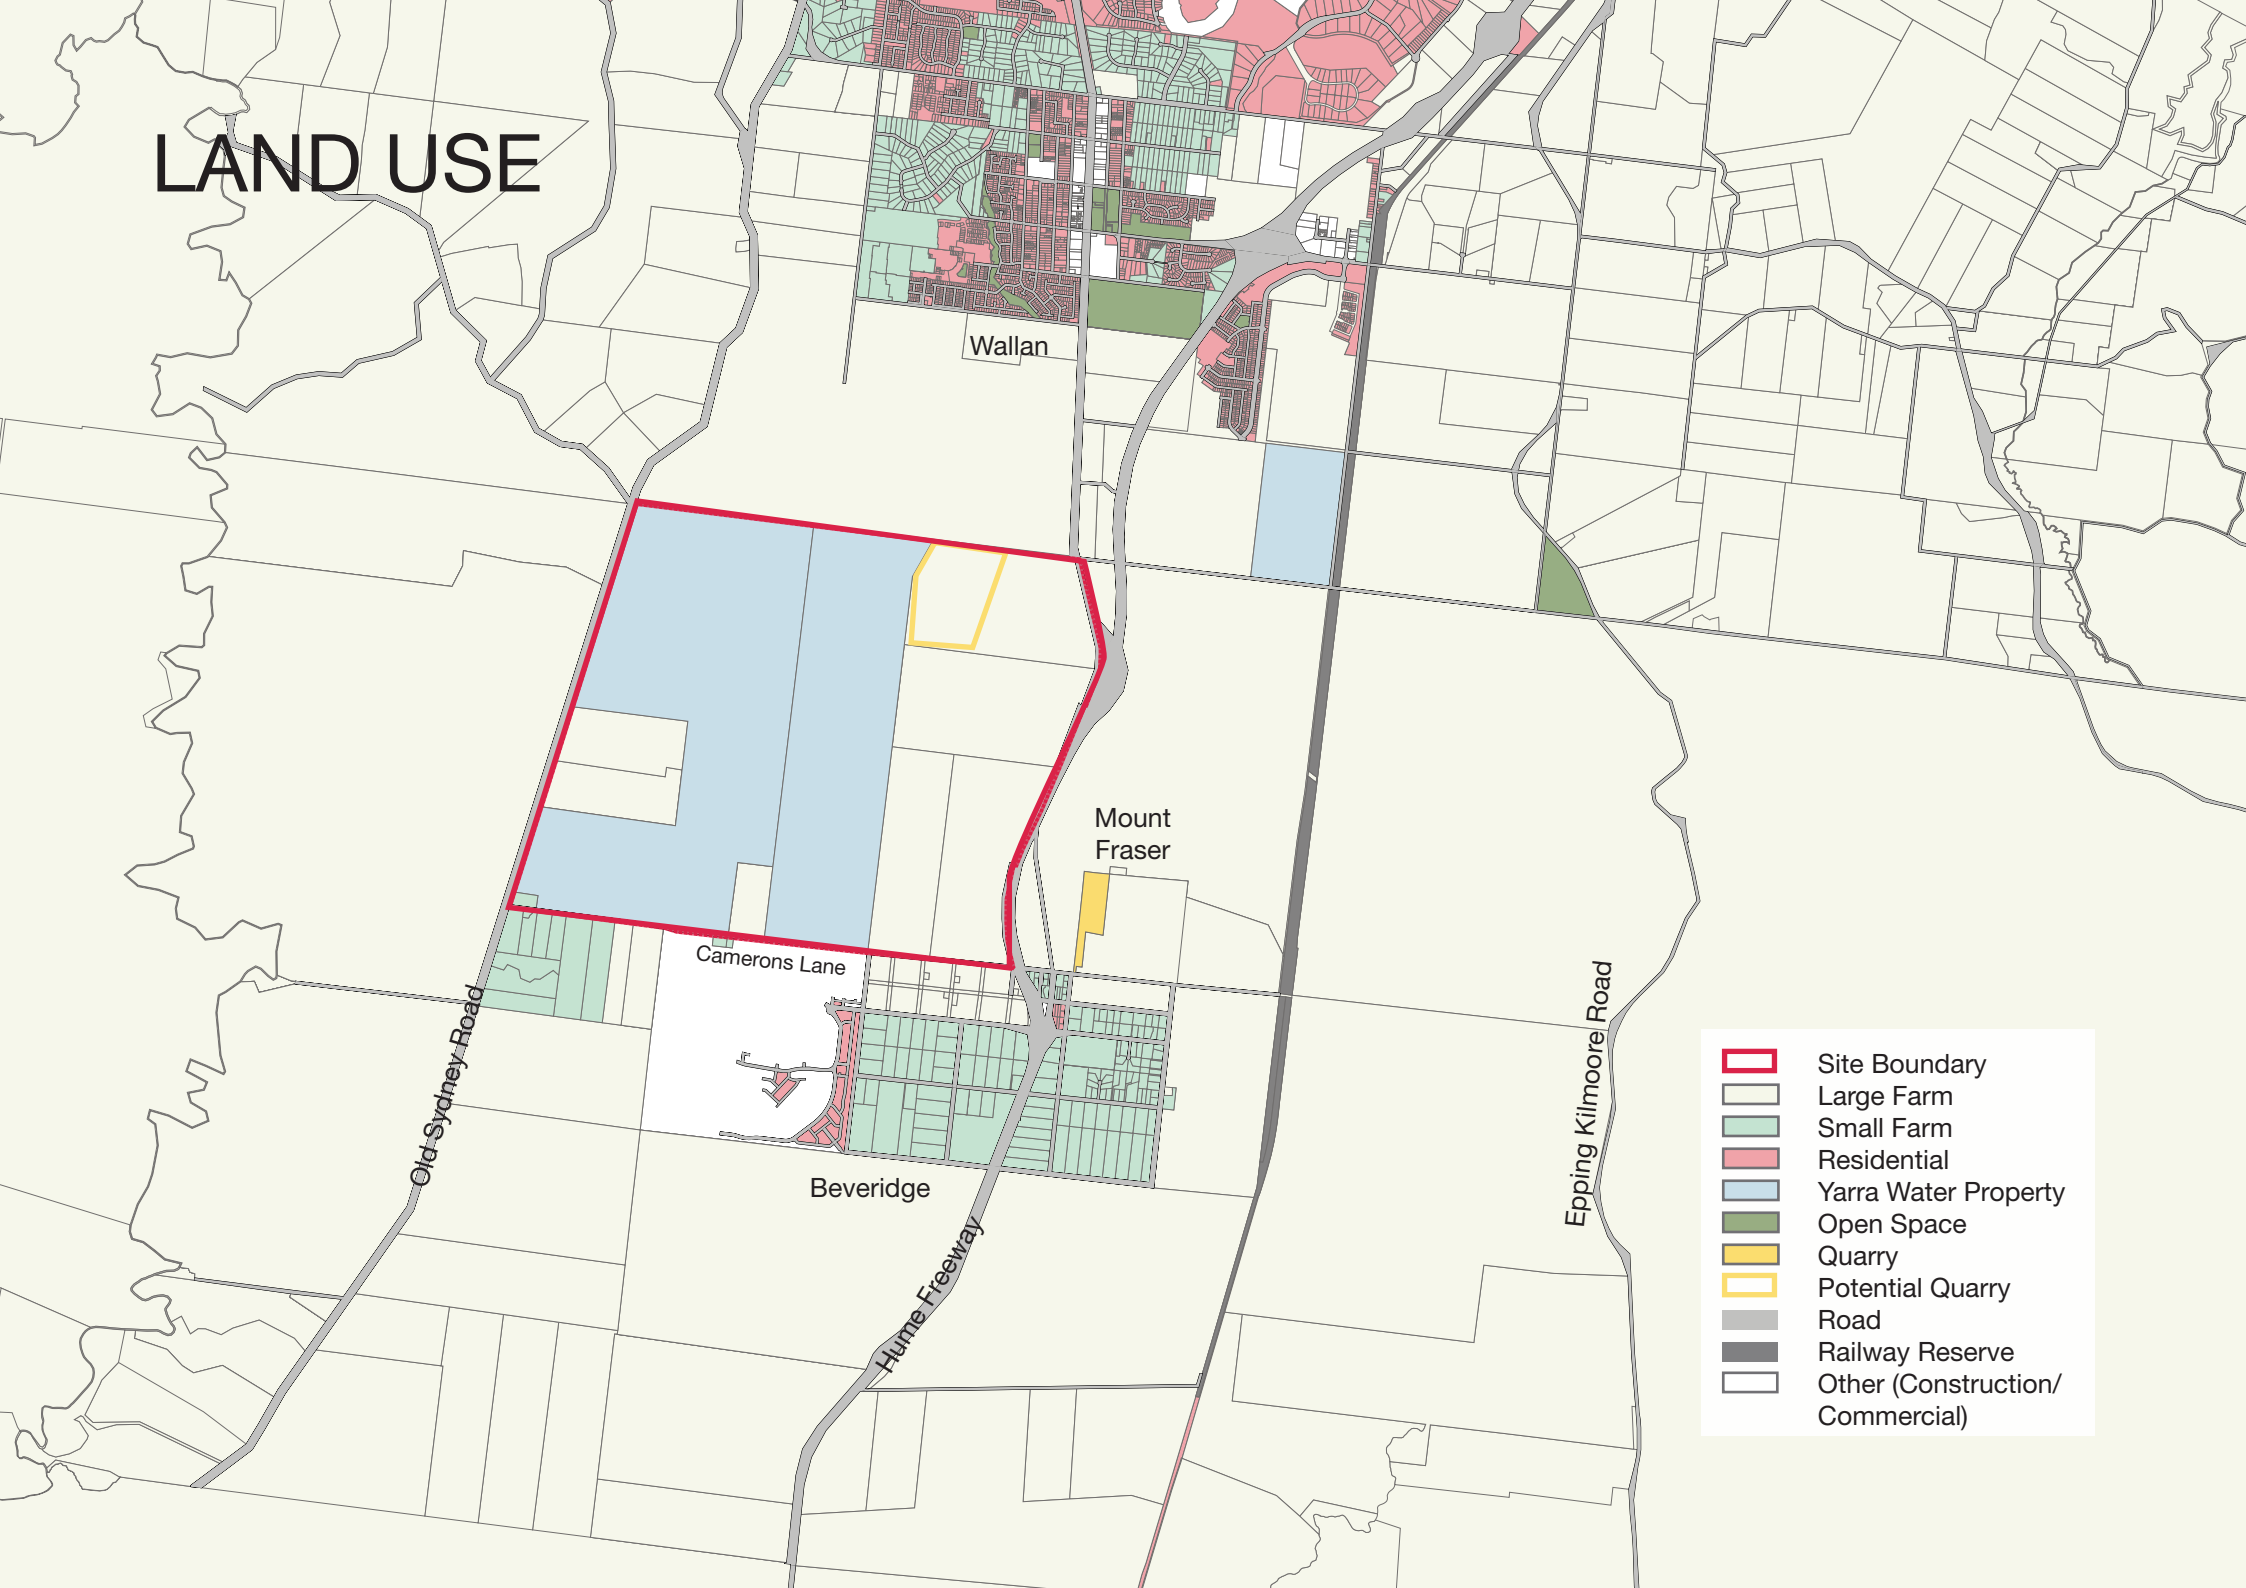 LAND USE
Wallan
Mount
Fraser
Camerons Lane
Old Sydney Road
Beveridge
Hume Freeway
Epping Kilmoore Road
Site Boundary
Large Farm
Small Farm
Residential
Yarra Water Property
Open Space
Quarry
Potential Quarry
Road
Railway Reserve
Other (Construction/
Commercial)